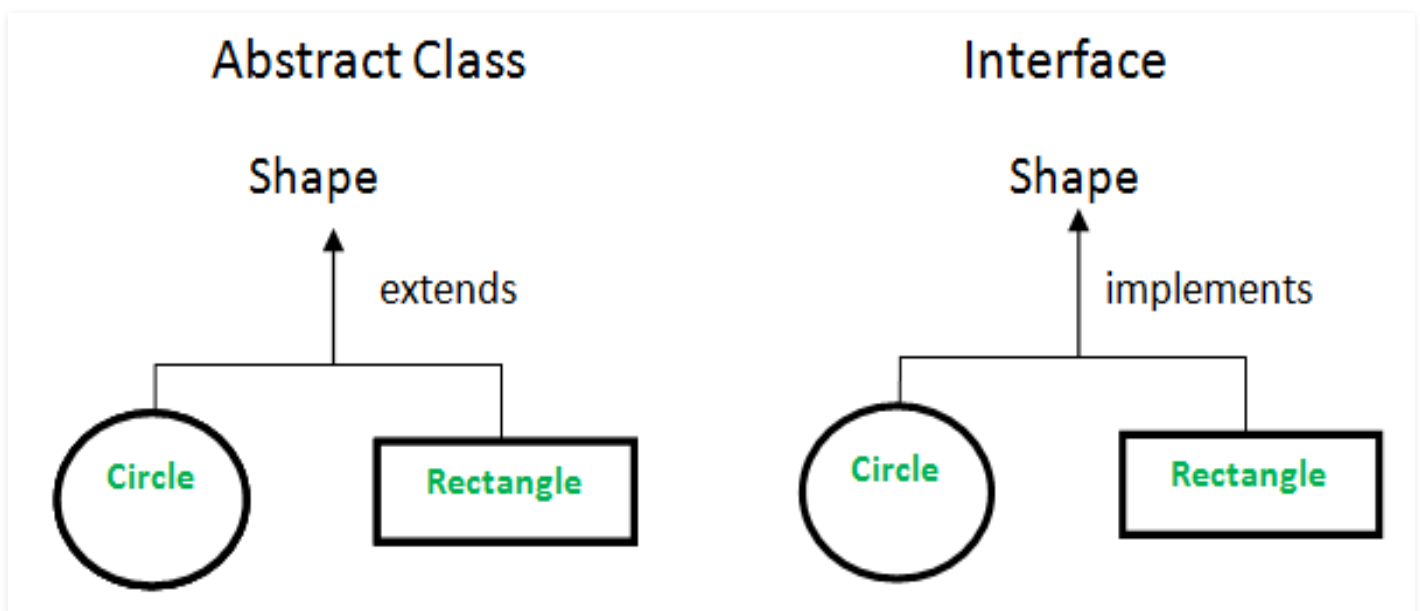 Abstract Class
Shape
extends
Circle
Rectangle
Interface
Shape
implements
Circle
Rectangle